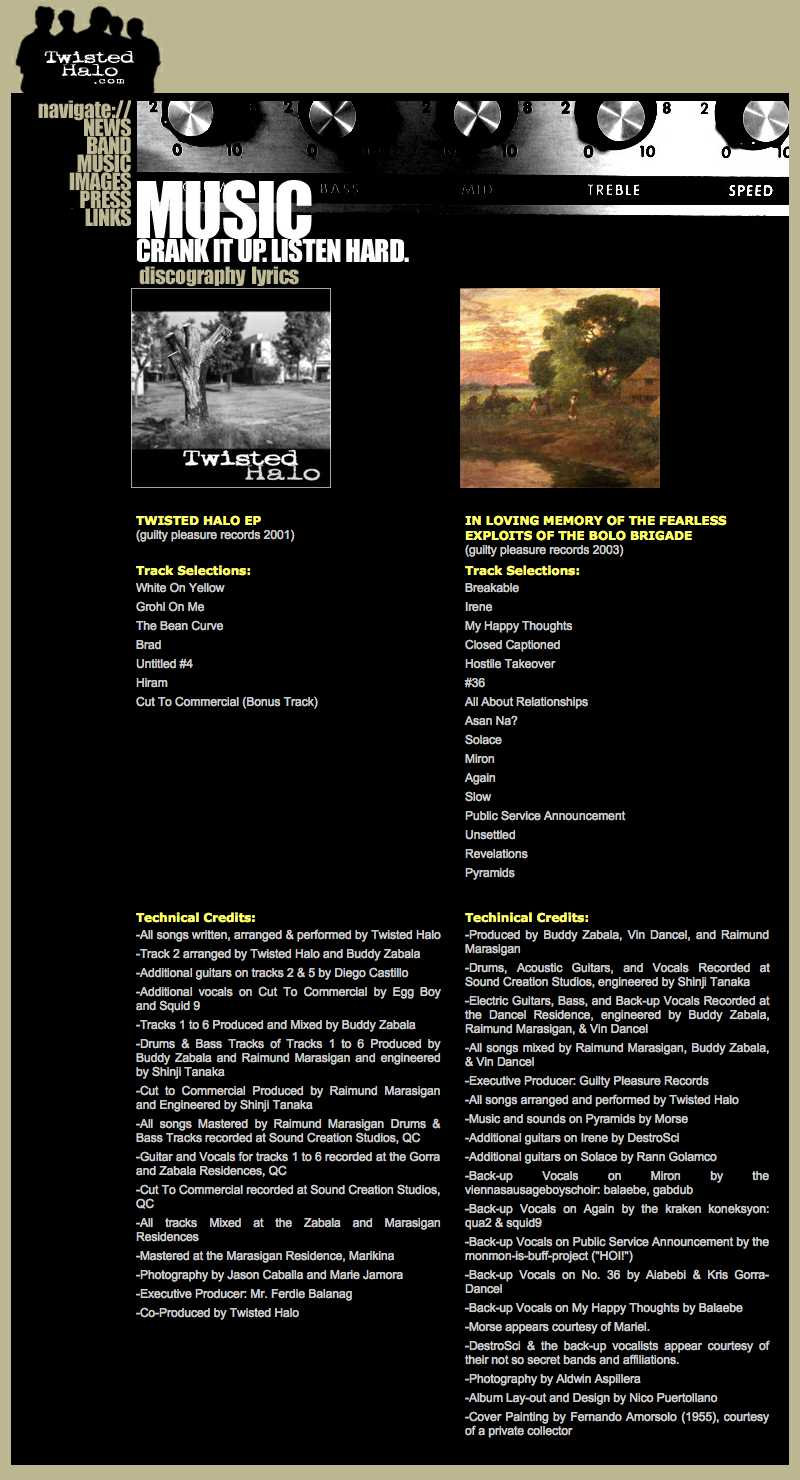 Twisted
Halo
.com
navigate://
NEWS
BAND
MUSIC
IMAGES
PRESS
LINKS
2 2 2 8 2 8 2
0 10 0 10 0 10 0 10
BASS MID TREBLE SPEED
MUSIC
CRANK IT UP. LISTEN HARD.
discography lyrics
Twisted
Halo
TWISTED HALO EP
(guilty pleasure records 2001)
Track Selections:
White On Yellow
Grohl On Me
The Bean Curve
Brad
Untitled #4
Hiram
Cut To Commercial (Bonus Track)
Technical Credits:
-All songs written, arranged & performed by Twisted Halo
-Track 2 arranged by Twisted Halo and Buddy Zabala
-Additional guitars on tracks 2 & 5 by Diego Castillo
-Additional vocals on Cut To Commercial by Egg Boy
and Squid 9
-Tracks 1 to 6 Produced and Mixed by Buddy Zabala
-Drums & Bass Tracks of Tracks 1 to 6 Produced by
Buddy Zabala and Raimund Marasigan and engineered
by Shinji Tanaka
-Cut to Commercial Produced by Raimund Marasigan
and Engineered by Shinji Tanaka
-All songs Mastered by Raimund Marasigan Drums &
Bass Tracks recorded at Sound Creation Studios, QC
-Guitar and Vocals for tracks 1 to 6 recorded at the Gorra
and Zabala Residences, QC
-Cut To Commercial recorded at Sound Creation Studios,
QC
-All tracks Mixed at the Zabala and Marasigan
Residences
-Mastered at the Marasigan Residence, Marikina
-Photography by Jason Caballa and Marie Jamora
-Executive Producer: Mr. Ferdie Balanag
-Co-Produced by Twisted Halo
IN LOVING MEMORY OF THE FEARLESS
EXPLOITS OF THE BOLO BRIGADE
(guilty pleasure records 2003)
Track Selections:
Breakable
Irene
My Happy Thoughts
Closed Captioned
Hostile Takeover
#36
All About Relationships
Asan Na?
Solace
Miron
Again
Slow
Public Service Announcement
Unsettled
Revelations
Pyramids
Techinical Credits:
-Produced by Buddy Zabala, Vin Dancel, and Raimund
Marasigan
-Drums, Acoustic Guitars, and Vocals Recorded at
Sound Creation Studios, engineered by Shinji Tanaka
-Electric Guitars, Bass, and Back-up Vocals Recorded at
the Dancel Residence, engineered by Buddy Zabala,
Raimund Marasigan, & Vin Dancel
-All songs mixed by Raimund Marasigan, Buddy Zabala,
& Vin Dancel
-Executive Producer: Guilty Pleasure Records
-All songs arranged and performed by Twisted Halo
-Music and sounds on Pyramids by Morse
-Additional guitars on Irene by DestroSci
-Additional guitars on Solace by Rann Golamco
-Back-up Vocals on Miron by the
viennasausageboyschoir: balaebe, gabdub
-Back-up Vocals on Again by the kraken koneksyon:
qua2 & squid9
-Back-up Vocals on Public Service Announcement by the
monmon-is-buff-project ("HOI!")
-Back-up Vocals on No. 36 by Aiabebi & Kris Gorra-
Dancel
-Back-up Vocals on My Happy Thoughts by Balaebe
-Morse appears courtesy of Mariel.
-DestroSci & the back-up vocalists appear courtesy of
their not so secret bands and affiliations.
-Photography by Aldwin Aspillera
-Album Lay-out and Design by Nico Puertollano
-Cover Painting by Fernando Amorsolo (1955), courtesy
of a private collector